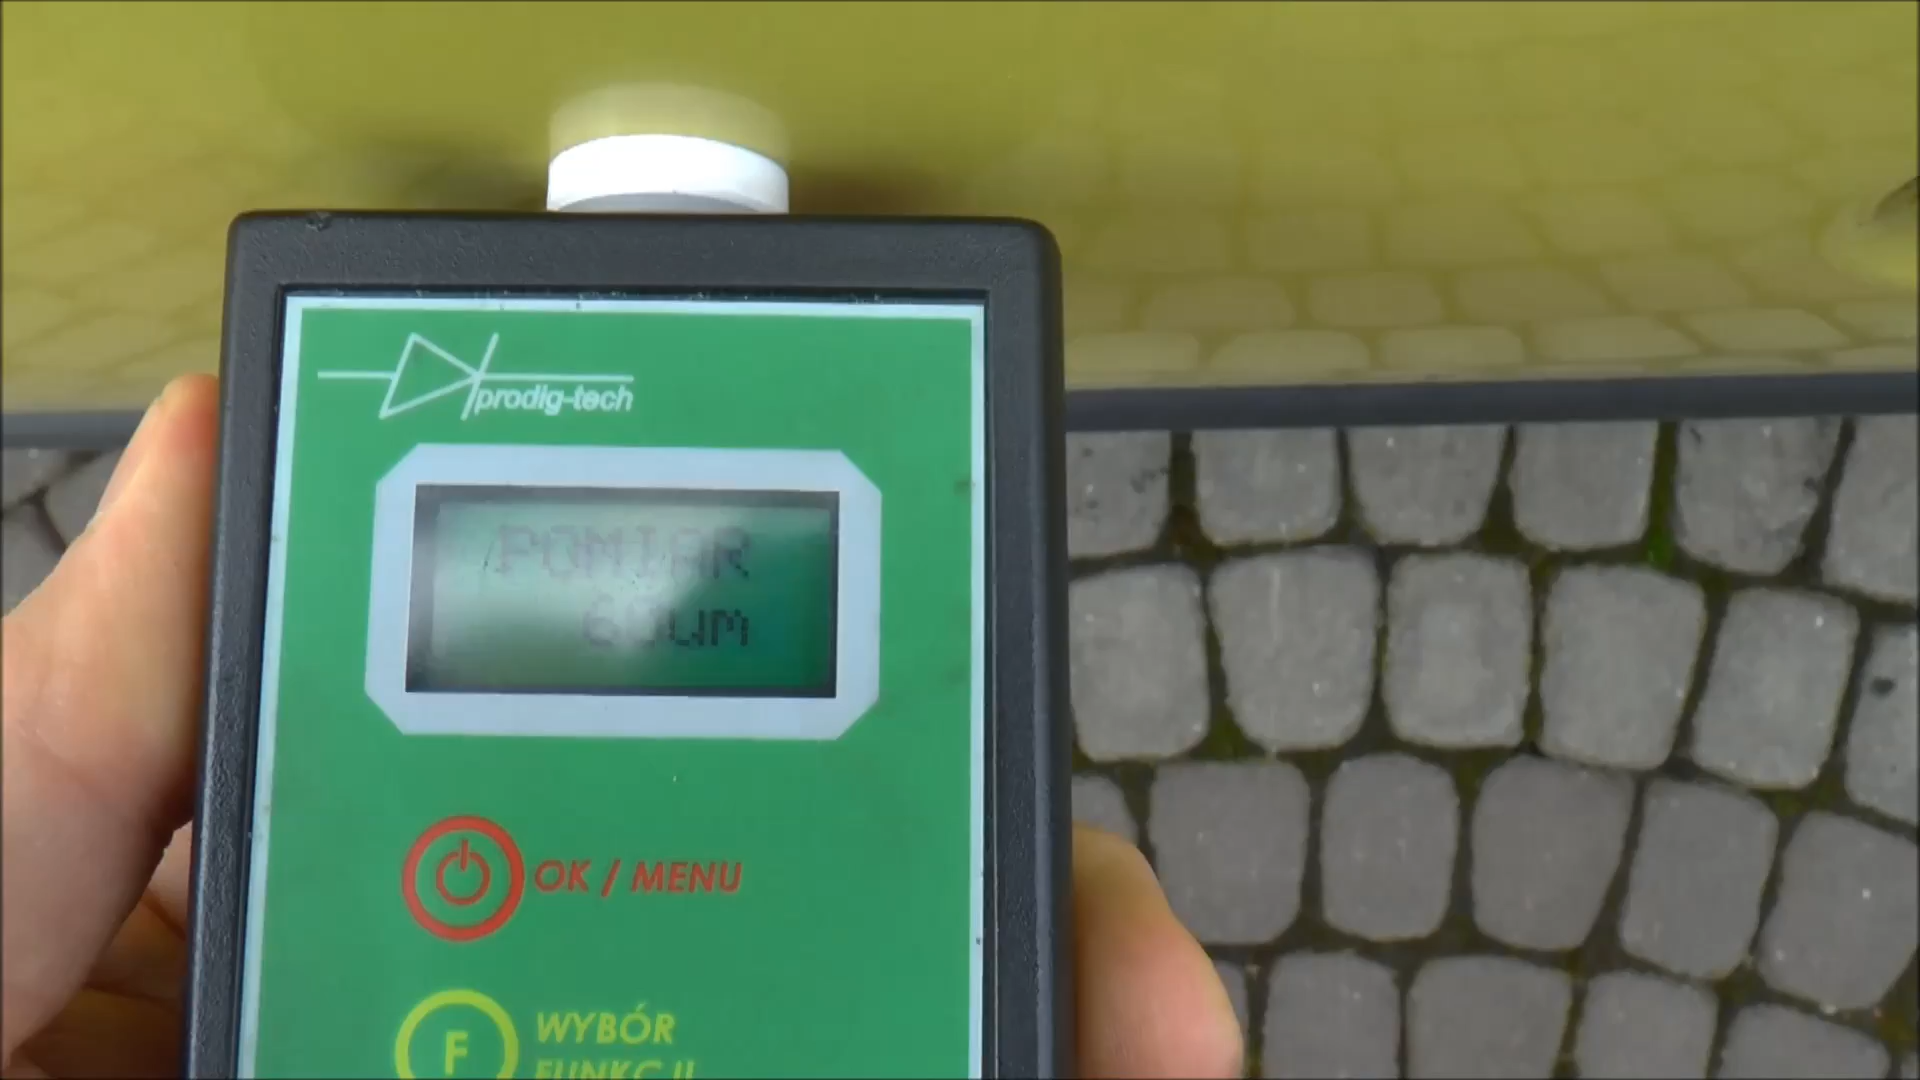 prodig-tech
POMIAR
OK / MENU
F
WYBÓR
FUNKCJI